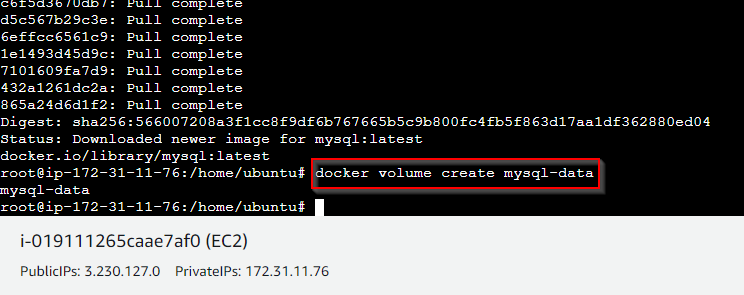 c6f5d3670db7: Pull complete
d5c567b29c3e: Pull complete
6effcc6561c9: Pull complete
1e1493d45d9c: Pull complete
7101609fa7d9: Pull complete
432a1261dc2a: Pull complete
865a24d6d1f2: Pull complete
Digest: sha256:566007208a3f1cc8f9df6b767665b5c9b800fc4fb5f863d17aa1df362880ed04
Status: Downloaded newer image for mysql:latest
docker.io/library/mysql:latest
root@ip-172-31-11-76:/home/ubuntu# docker volume create mysql-data
mysql-data
root@ip-172-31-11-76:/home/ubuntu#
i-019111265caae7af0 (EC2)
PublicIPs: 3.230.127.0 PrivateIPs: 172.31.11.76